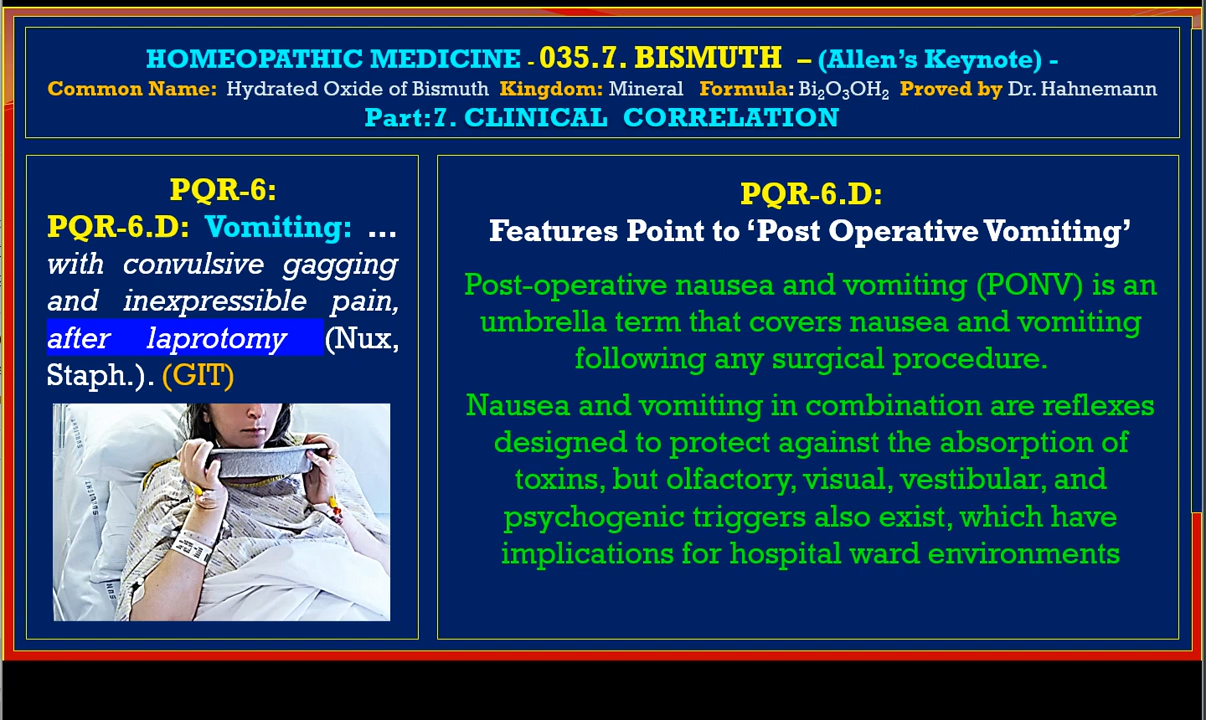 HOMEOPATHIC MEDICINE - 035.7. BISMUTH – (Allen’s Keynote) -
Common Name: Hydrated Oxide of Bismuth Kingdom: Mineral Formula: Bi₂O₃OH₂ Proved by Dr. Hahnemann
Part:7. CLINICAL CORRELATION
PQR-6:
PQR-6.D: Vomiting: ...
with convulsive gagging
and inexpressible pain,
after laprotomy (Nux,
Staph.). (GIT)
PQR-6.D:
Features Point to ‘Post Operative Vomiting’
Post-operative nausea and vomiting (PONV) is an
umbrella term that covers nausea and vomiting
following any surgical procedure.
Nausea and vomiting in combination are reflexes
designed to protect against the absorption of
toxins, but olfactory, visual, vestibular, and
psychogenic triggers also exist, which have
implications for hospital ward environments